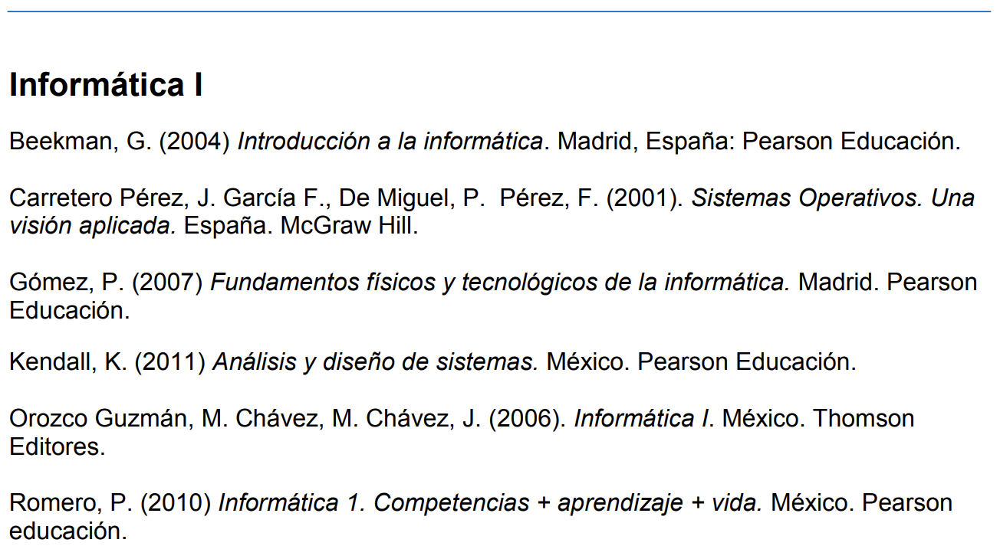 Informática I
Beekman, G. (2004) Introducción a la informática. Madrid, España: Pearson Educación.
Carretero Pérez, J. García F., De Miguel, P.  Pérez, F. (2001). Sistemas Operativos. Una
visión aplicada. España. McGraw Hill.
Gómez, P. (2007) Fundamentos físicos y tecnológicos de la informática. Madrid. Pearson
Educación.
Kendall, K. (2011) Análisis y diseño de sistemas. México. Pearson Educación.
Orozco Guzmán, M. Chávez, M. Chávez, J. (2006). Informática I. México. Thomson
Editores.
Romero, P. (2010) Informática 1. Competencias + aprendizaje + vida. México. Pearson
educación.